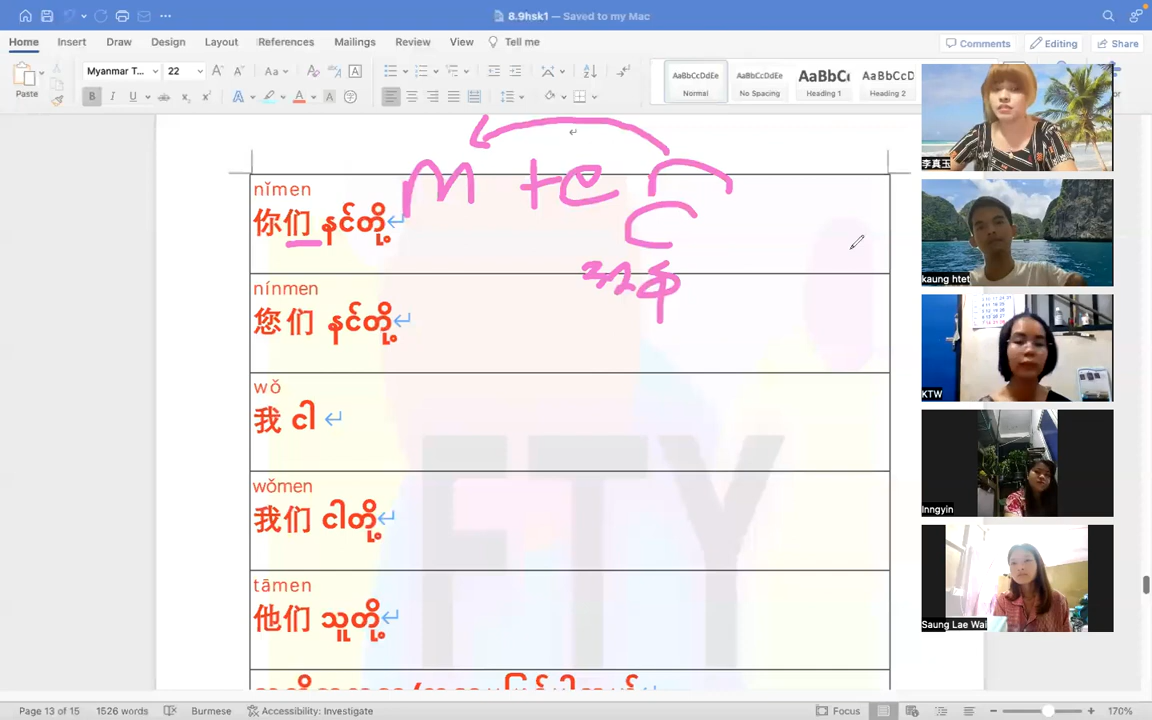 8.9hsk1 — Saved to my Mac
Home Insert Draw Design Layout References Mailings Review View Tell me
Comments Editing Share
Paste
Myanmar T... 22
AaBbCcDdEe AaBbCcDdEe AaBbC AaBbCcD
Normal No Spacing Heading 1 Heading 2
m + e n
nǐmen
你们 နင်တို့
အန
nínmen
您们 နင်တို့
wǒ
我 ငါ
wǒmen
我们 ငါတို့
tāmen
他们 သူတို့
FTY
李真玉
kaung htet
KTW
Inngyin
Saung Lae Wai
Page 13 of 15 1526 words Burmese Accessibility: Investigate Focus 170%